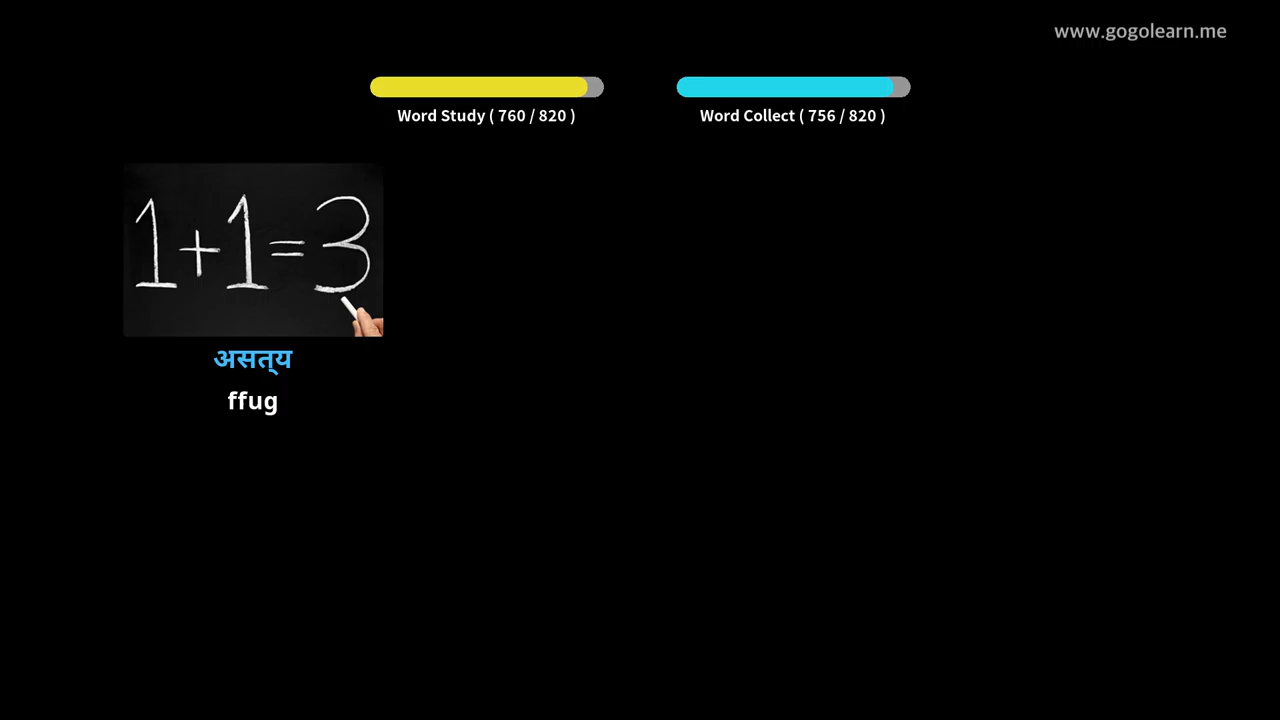 www.gogolearn.me
Word Study ( 760 / 820 )
Word Collect ( 756 / 820 )
1+1=3
असत्य
ffug